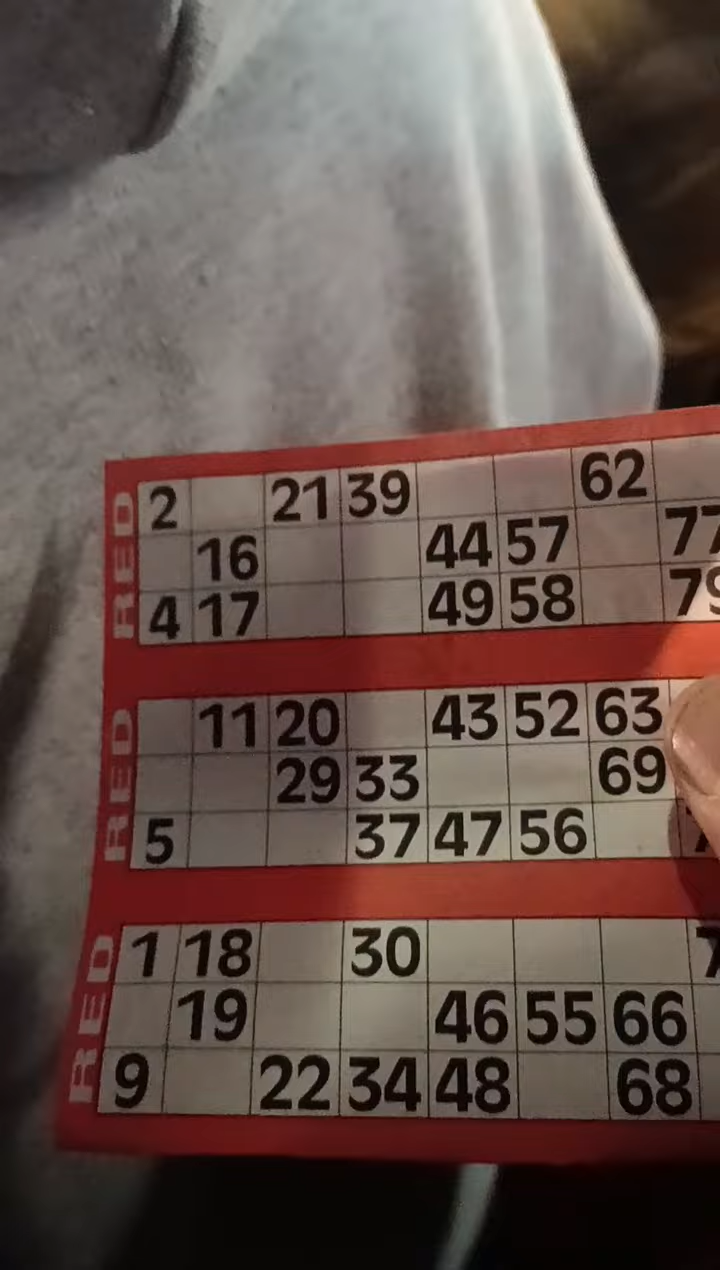 RED
2 21 39 62
16 44 57 77
4 17 49 58 79
RED
11 20 43 52 63
29 33 69
5 37 47 56
RED
1 18 30
19 46 55 66
9 22 34 48 68